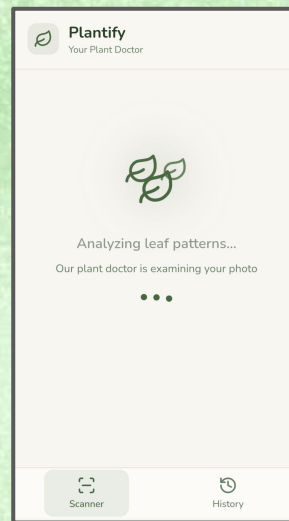 Plantify
Your Plant Doctor
Analyzing leaf patterns...
Our plant doctor is examining your photo
Scanner
History